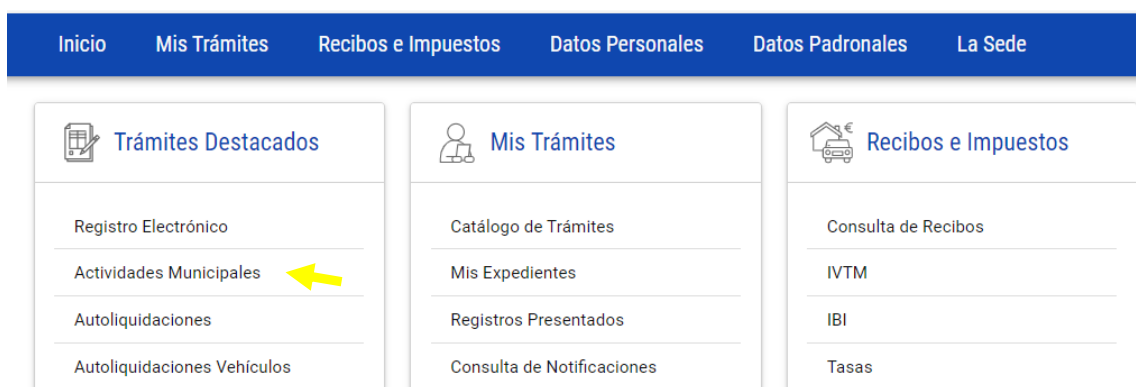 Inicio Mis Trámites Recibos e Impuestos Datos Personales Datos Padronales La Sede
Trámites Destacados
Registro Electrónico
Actividades Municipales
Autoliquidaciones
Autoliquidaciones Vehículos
Mis Trámites
Catálogo de Trámites
Mis Expedientes
Registros Presentados
Consulta de Notificaciones
€
Recibos e Impuestos
Consulta de Recibos
IVTM
IBI
Tasas